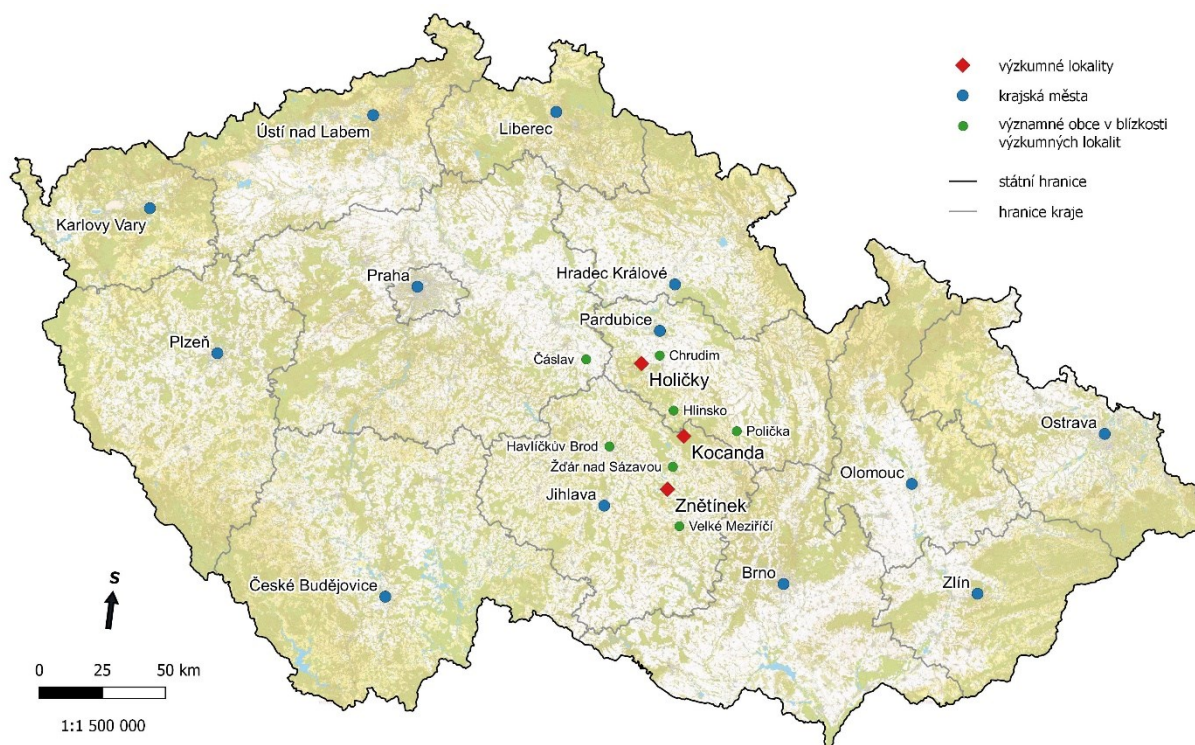 výzkumné lokality
krajská města
významné obce v blízkosti
výzkumných lokalit
státní hranice
hranice kraje
Ústí nad Labem
Liberec
Karlovy Vary
Praha
Hradec Králové
Pardubice
Plzeň
Čáslav
Chrudim
Holičky
Hlinsko
Polička
Ostrava
Havlíčkův Brod
Kocanda
Žďár nad Sázavou
Olomouc
Jihlava
Znětínek
Velké Meziříčí
České Budějovice
Brno
Zlín
S
0 25 50 km
1:1 500 000